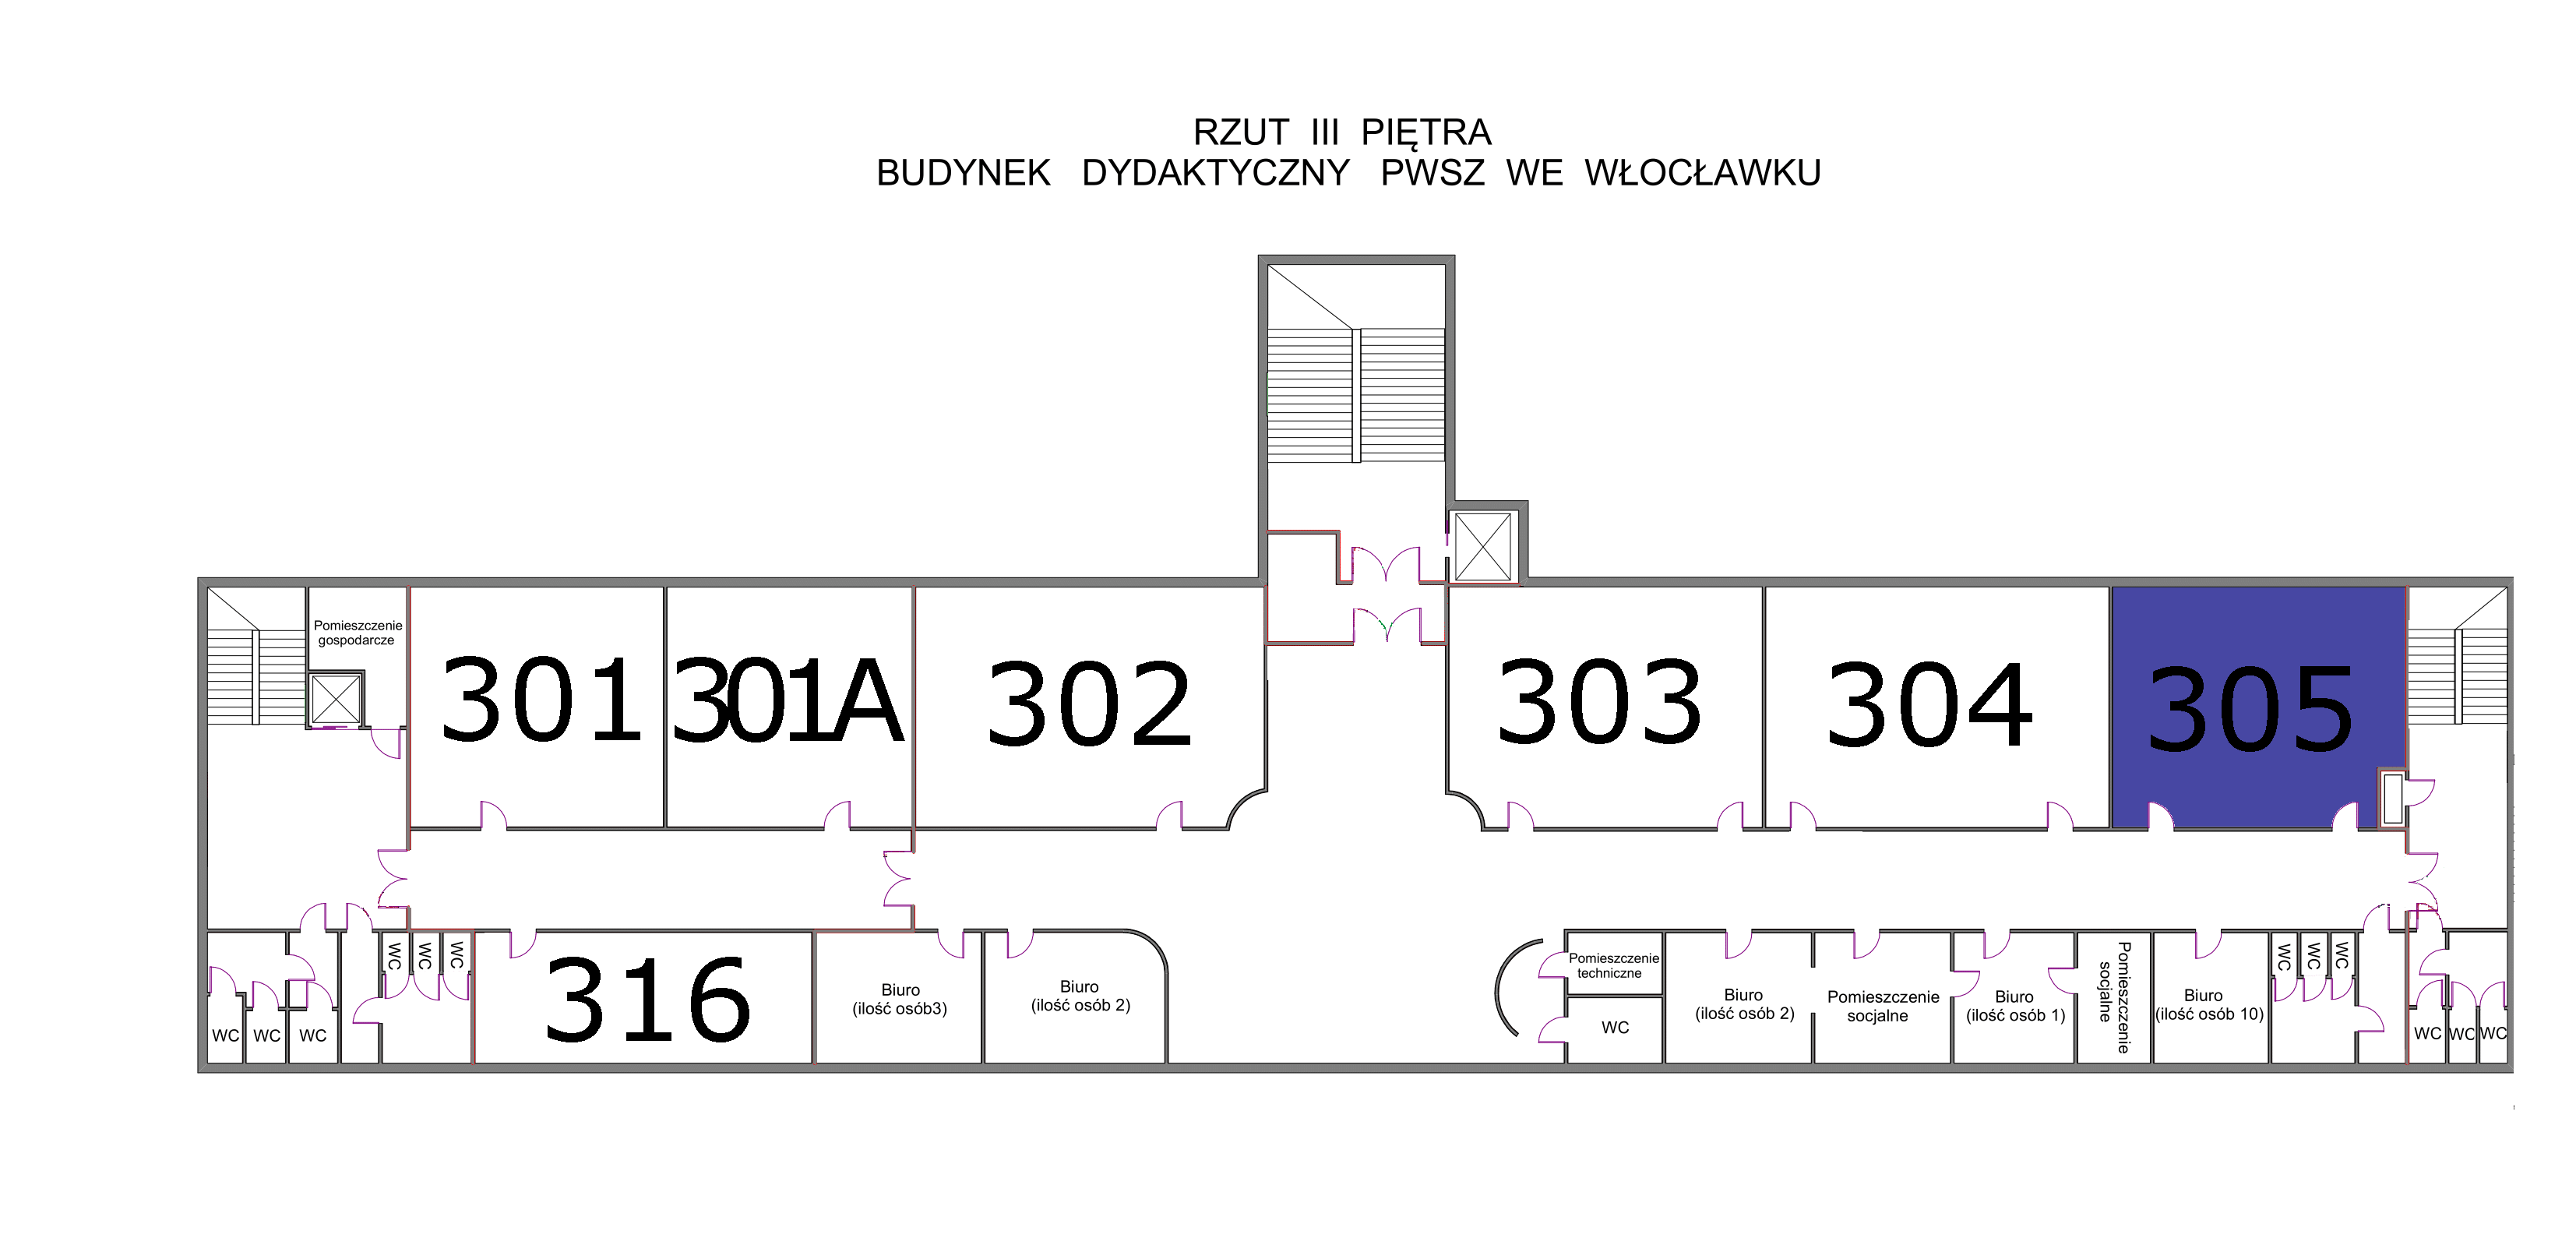 RZUT III PIĘTRA
BUDYNEK DYDAKTYCZNY PWSZ WE WŁOCŁAWKU
Pomieszczenie
gospodarcze
301
301A
302
303
304
305
WC
WC
WC
WC
WC
WC
316
Biuro
(ilość osób3)
Biuro
(ilość osób 2)
Pomieszczenie
techniczne
WC
Biuro
(ilość osób 2)
Pomieszczenie
socjalne
Biuro
(ilość osób 1)
Pomieszczenie
socjalne
Biuro
(ilość osób 10)
WC
WC
WC
WC
WC
WC